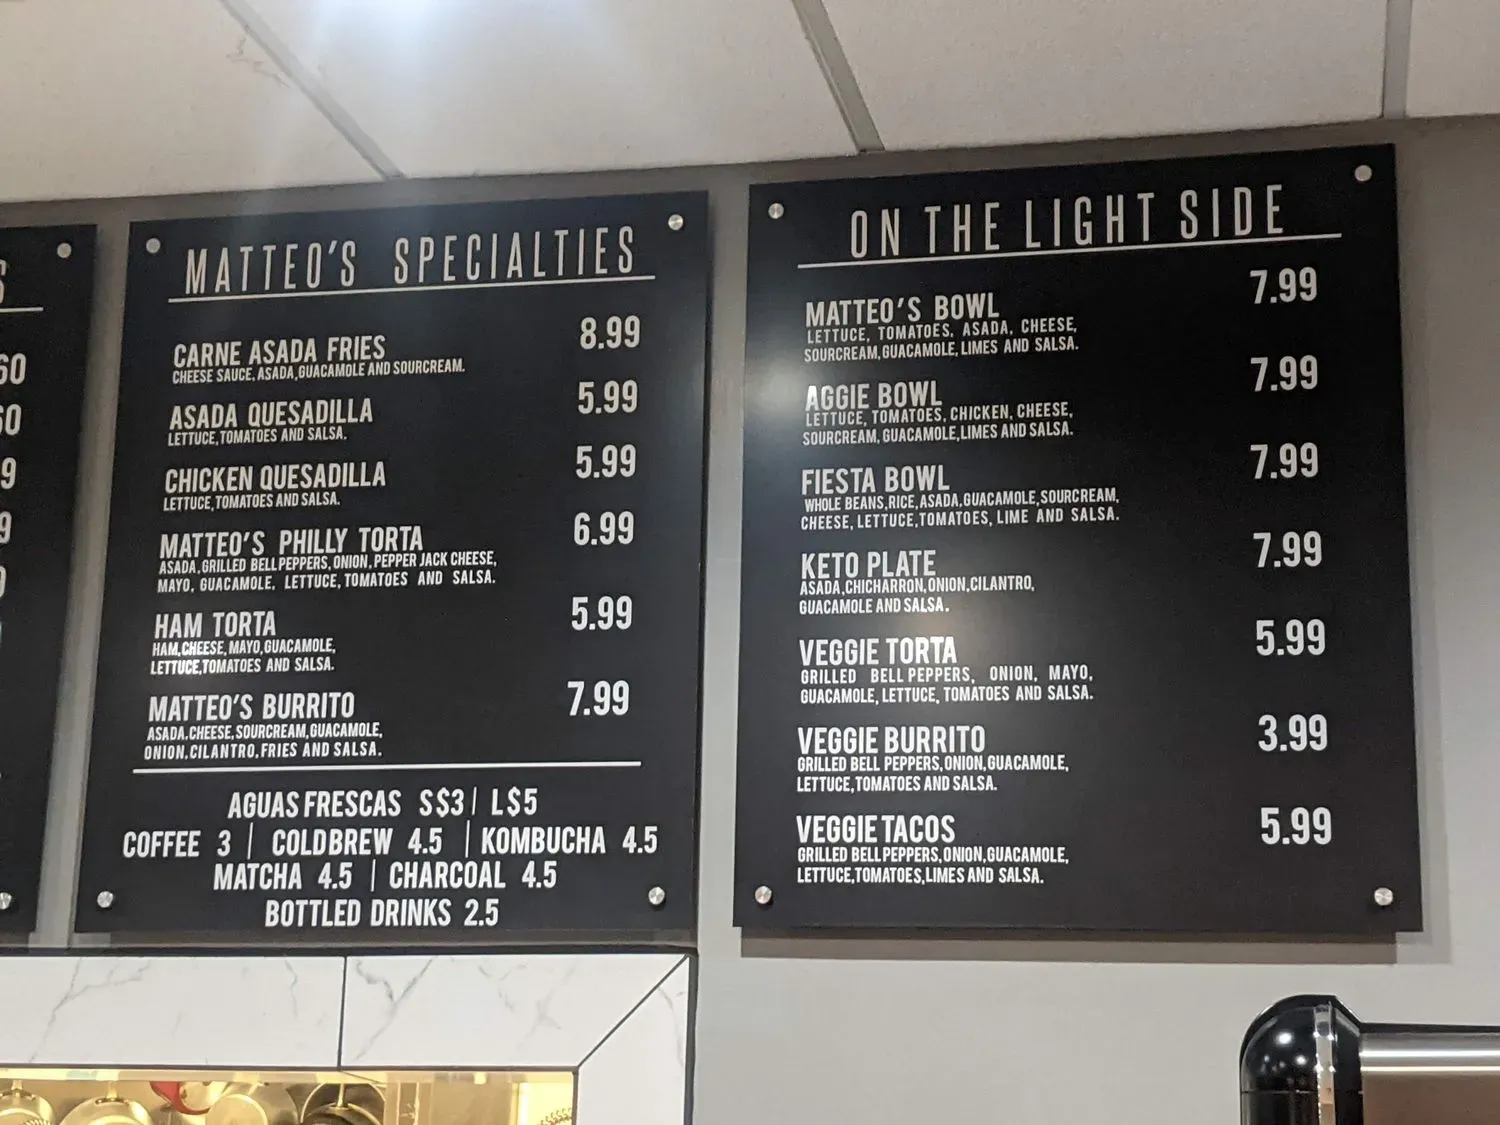 S
60
60
9
9
MATTEO'S SPECIALTIES
CARNE ASADA FRIES 8.99
CHEESE SAUCE, ASADA, GUACAMOLE AND SOURCREAM.
ASADA QUESADILLA 5.99
LETTUCE, TOMATOES AND SALSA.
CHICKEN QUESADILLA 5.99
LETTUCE, TOMATOES AND SALSA.
MATTEO'S PHILLY TORTA 6.99
ASADA, GRILLED BELL PEPPERS, ONION, PEPPER JACK CHEESE,
MAYO, GUACAMOLE, LETTUCE, TOMATOES AND SALSA.
HAM TORTA 5.99
HAM, CHEESE, MAYO, GUACAMOLE,
LETTUCE, TOMATOES AND SALSA.
MATTEO'S BURRITO 7.99
ASADA, CHEESE, SOURCREAM, GUACAMOLE,
ONION, CILANTRO, FRIES AND SALSA.
AGUAS FRESCAS S$3 | L$5
COFFEE 3 | COLDBREW 4.5 | KOMBUCHA 4.5
MATCHA 4.5 | CHARCOAL 4.5
BOTTLED DRINKS 2.5
ON THE LIGHT SIDE
MATTEO'S BOWL 7.99
LETTUCE, TOMATOES, ASADA, CHEESE,
SOURCREAM, GUACAMOLE, LIMES AND SALSA.
AGGIE BOWL 7.99
LETTUCE, TOMATOES, CHICKEN, CHEESE,
SOURCREAM, GUACAMOLE, LIMES AND SALSA.
FIESTA BOWL 7.99
WHOLE BEANS, RICE, ASADA, GUACAMOLE, SOURCREAM,
CHEESE, LETTUCE, TOMATOES, LIME AND SALSA.
KETO PLATE 7.99
ASADA, CHICHARRON, ONION, CILANTRO,
GUACAMOLE AND SALSA.
VEGGIE TORTA 5.99
GRILLED BELL PEPPERS, ONION, MAYO,
GUACAMOLE, LETTUCE, TOMATOES AND SALSA.
VEGGIE BURRITO 3.99
GRILLED BELL PEPPERS, ONION, GUACAMOLE,
LETTUCE, TOMATOES AND SALSA.
VEGGIE TACOS 5.99
GRILLED BELL PEPPERS, ONION, GUACAMOLE,
LETTUCE, TOMATOES, LIMES AND SALSA.